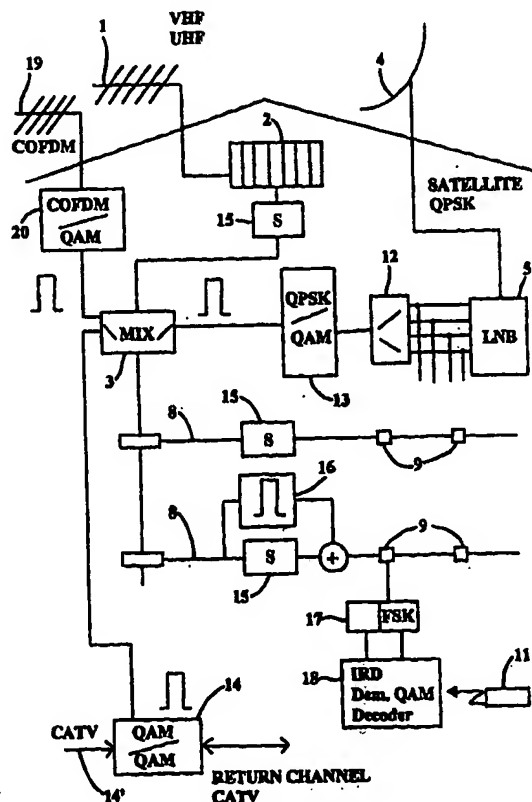 VHF
UHF
1
19
4
2
COFDM
COFDM
QAM
20
15
S
SATELLITE
QPSK
12
5
MIX
3
QPSK
QAM
13
LNB
8
15
S
9
16
8
S
15
+
9
17
FSK
18
IRD
Dem. QAM
Decoder
11
14
CATV
QAM
QAM
14'
RETURN CHANNEL
CATV